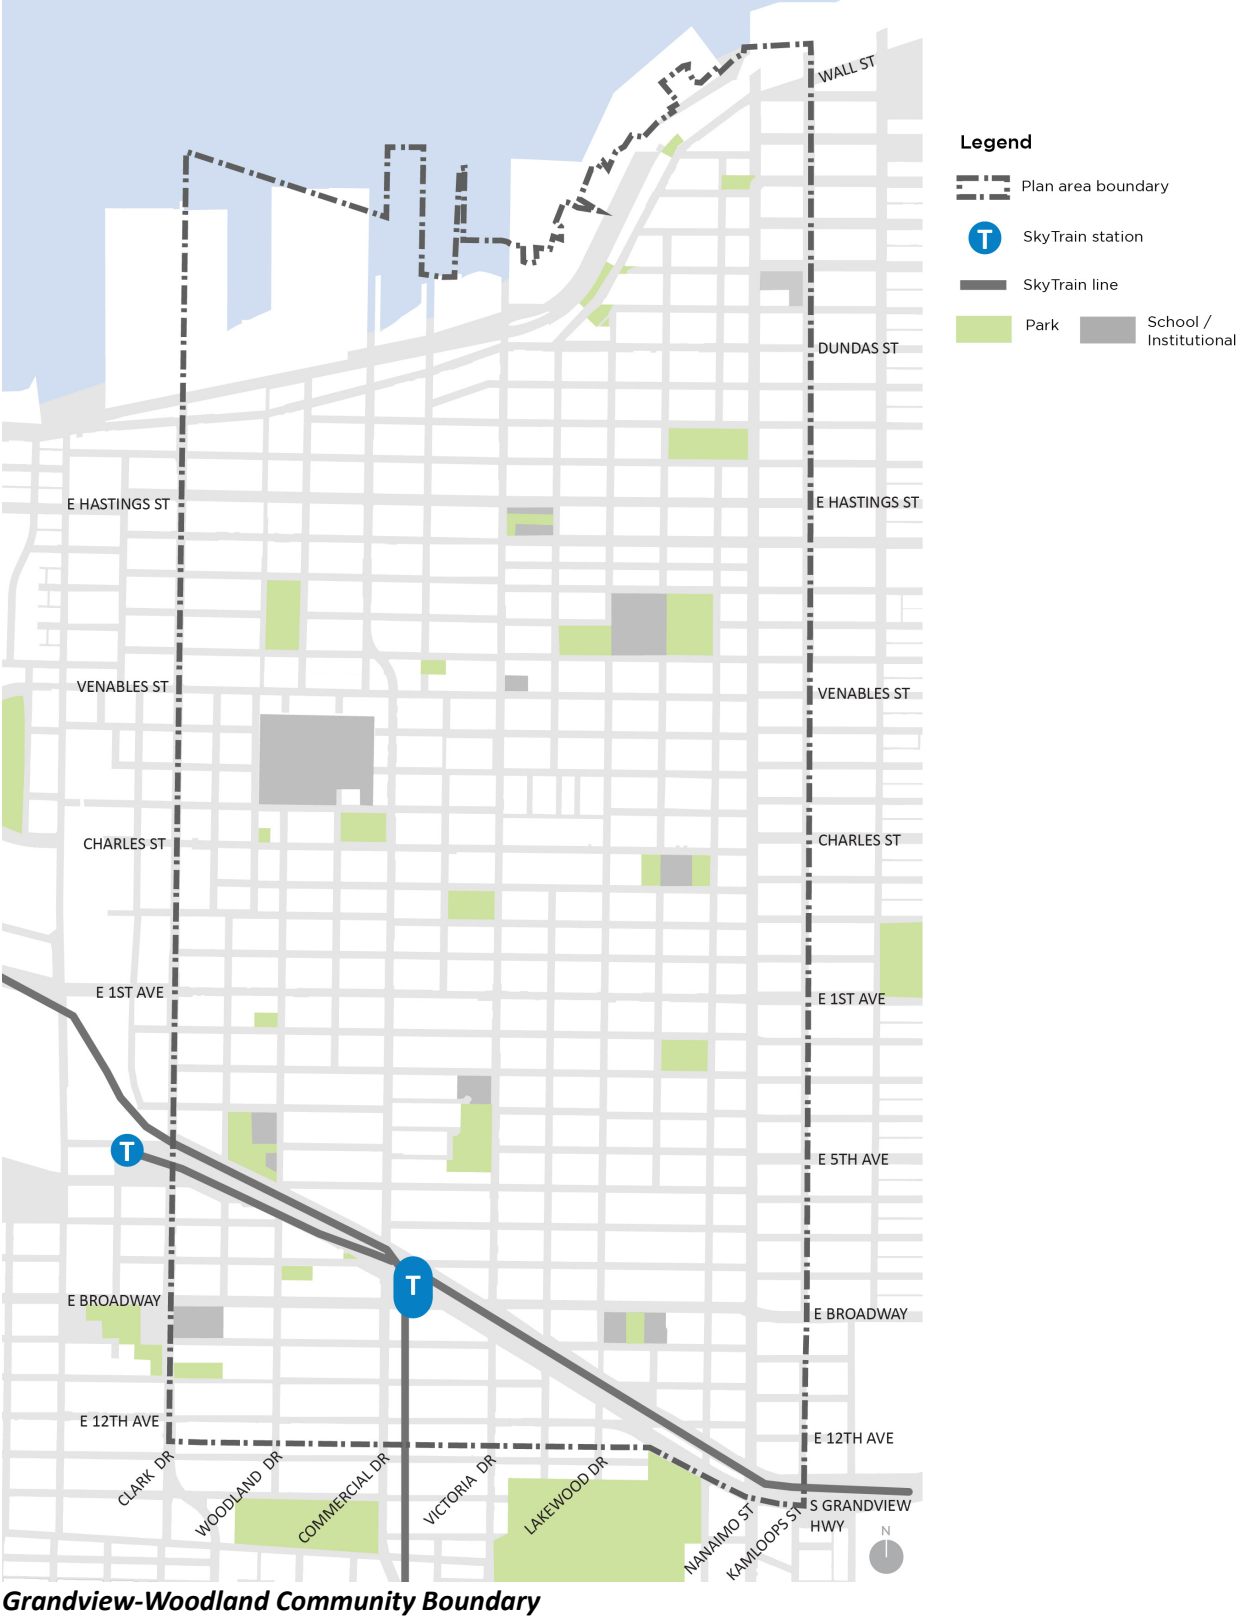 WALL ST
Legend
Plan area boundary
T
SkyTrain station
SkyTrain line
Park
School /
Institutional
DUNDAS ST
E HASTINGS ST
E HASTINGS ST
VENABLES ST
VENABLES ST
CHARLES ST
CHARLES ST
E 1ST AVE
E 1ST AVE
T
E 5TH AVE
T
E BROADWAY
E BROADWAY
E 12TH AVE
E 12TH AVE
CLARK DR
WOODLAND DR
COMMERCIAL DR
VICTORIA DR
LAKEWOOD DR
NANAIMO ST
KAMLOOPS ST
S GRANDVIEW
HWY
N
Grandview-Woodland Community Boundary